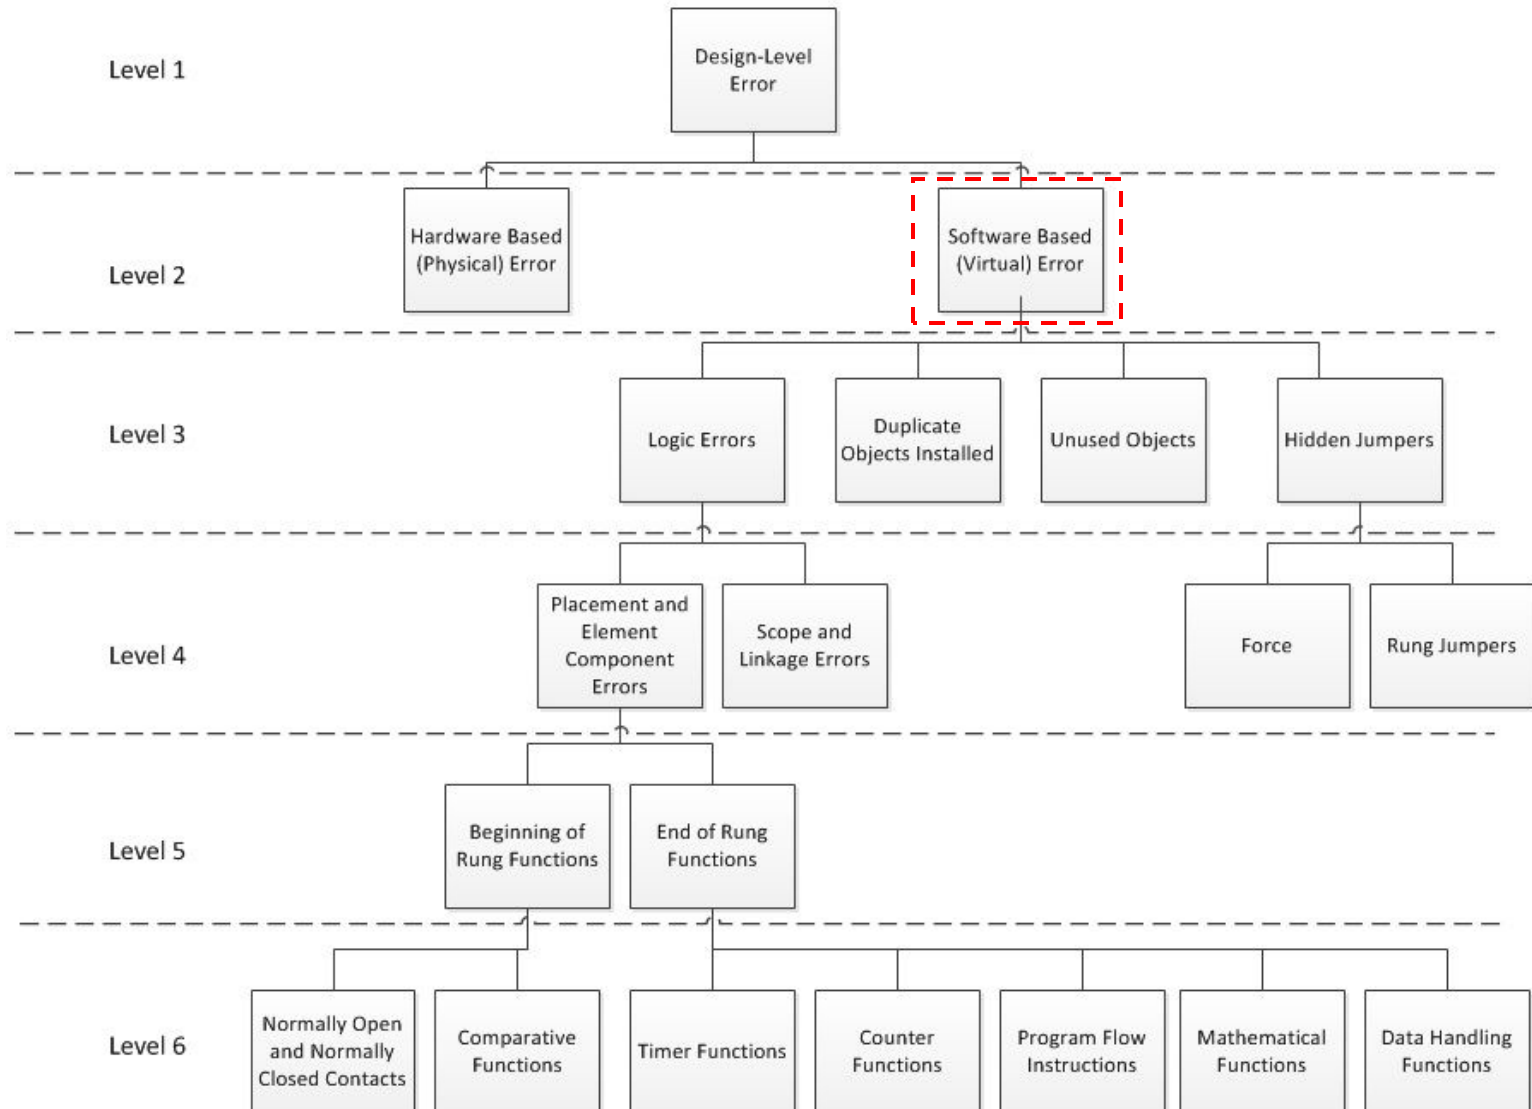 Level 1
Design-Level
Error
Level 2
Hardware Based
(Physical) Error
Software Based
(Virtual) Error
Level 3
Logic Errors
Duplicate
Objects Installed
Unused Objects
Hidden Jumpers
Level 4
Placement and
Element
Component
Errors
Scope and
Linkage Errors
Force
Rung Jumpers
Level 5
Beginning of
Rung Functions
End of Rung
Functions
Level 6
Normally Open
and Normally
Closed Contacts
Comparative
Functions
Timer Functions
Counter
Functions
Program Flow
Instructions
Mathematical
Functions
Data Handling
Functions